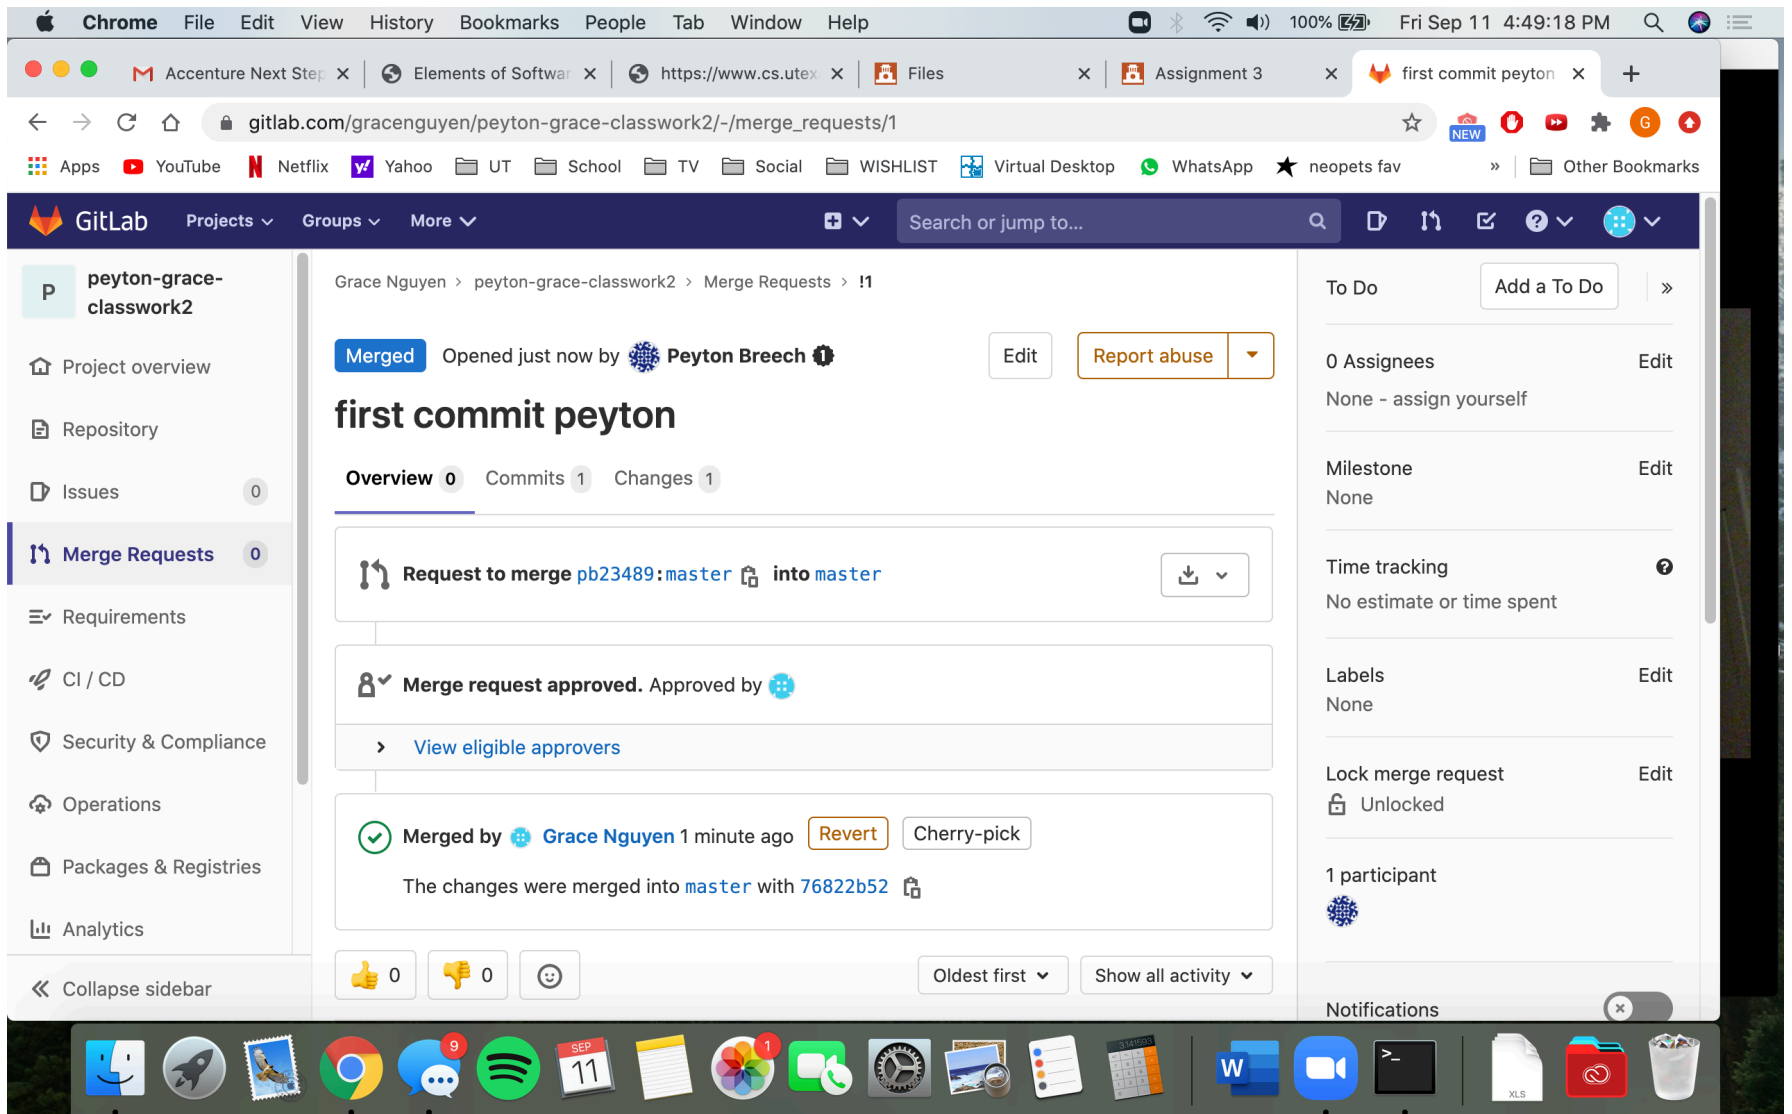 Chrome File Edit View History Bookmarks People Tab Window Help 100% Fri Sep 11 4:49:18 PM
Accenture Next Step Elements of Softwar https://www.cs.utex Files Assignment 3 first commit peyton
gitlab.com/gracenguyen/peyton-grace-classwork2/-/merge_requests/1 NEW G
Apps YouTube Netflix Yahoo UT School TV Social WISHLIST Virtual Desktop WhatsApp neopets fav » Other Bookmarks
GitLab Projects Groups More Search or jump to...
P peyton-grace-
classwork2
Project overview
Repository
Issues 0
Merge Requests 0
Requirements
CI / CD
Security & Compliance
Operations
Packages & Registries
Analytics
Collapse sidebar
Grace Nguyen > peyton-grace-classwork2 > Merge Requests > !1
Merged Opened just now by Peyton Breech 1 Edit Report abuse
first commit peyton
Overview 0 Commits 1 Changes 1
Request to merge pb23489:master into master
Merge request approved. Approved by
View eligible approvers
Merged by Grace Nguyen 1 minute ago Revert Cherry-pick
The changes were merged into master with 76822b52
0 0 Oldest first Show all activity
To Do Add a To Do »
0 Assignees Edit
None - assign yourself
Milestone Edit
None
Time tracking
No estimate or time spent
Labels Edit
None
Lock merge request Edit
Unlocked
1 participant
Notifications
9 SEP 11 1 3.141593 W >_ XLS